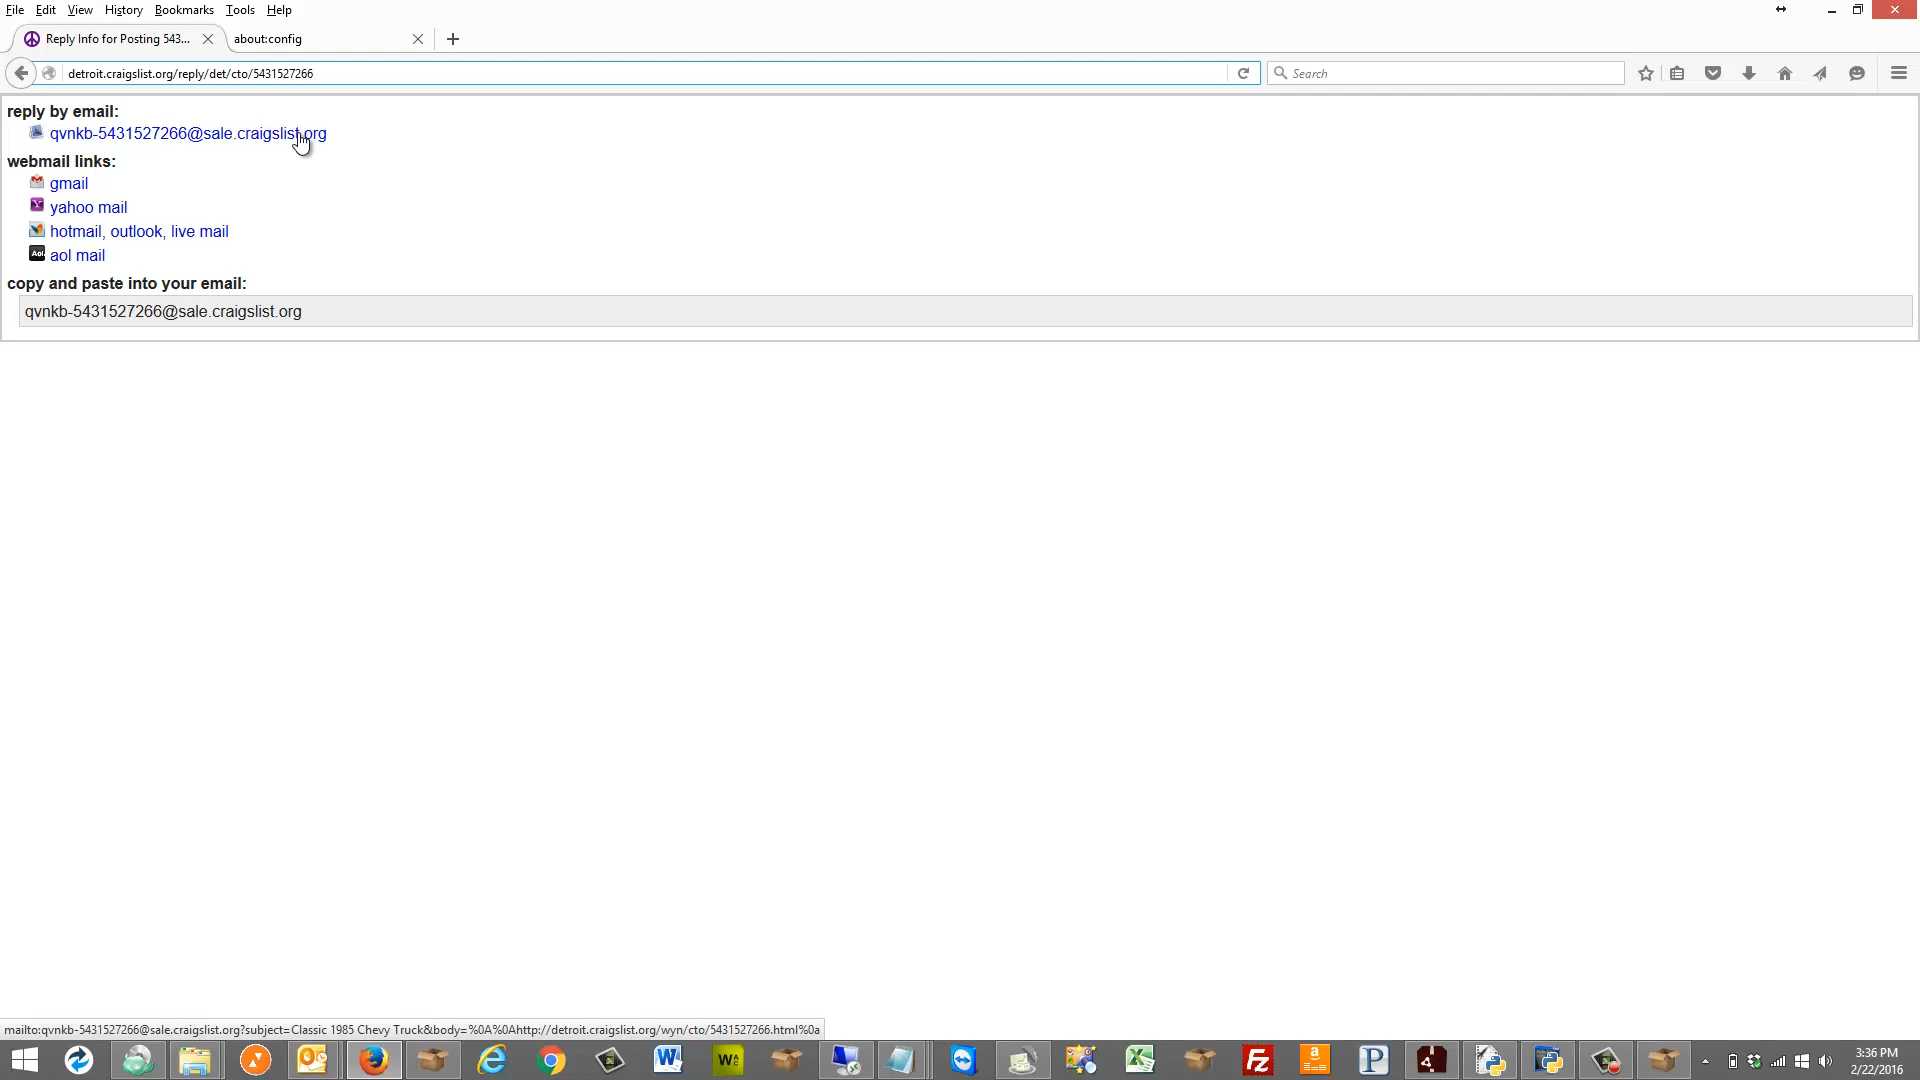 File Edit View History Bookmarks Tools Help
Reply Info for Posting 543...
about:config
detroit.craigslist.org/reply/det/cto/5431527266
Search
reply by email:
qvnkb-5431527266@sale.craigslist.org
webmail links:
gmail
yahoo mail
hotmail, outlook, live mail
Aol.
aol mail
copy and paste into your email:
qvnkb-5431527266@sale.craigslist.org
mailto:qvnkb-5431527266@sale.craigslist.org?subject=Classic 1985 Chevy Truck&body=%0A%0Ahttp://detroit.craigslist.org/wyn/cto/5431527266.html%0a
3:36 PM
2/22/2016